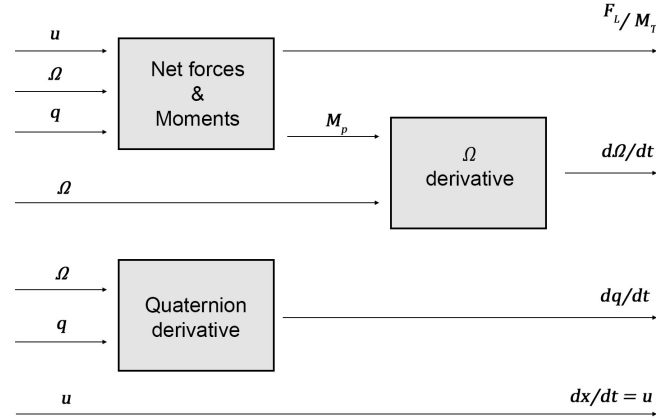 F_L / M_T
u
Ω
q
Net forces
&
Moments
M_p
Ω
derivative
dΩ/dt
Ω
Ω
q
Quaternion
derivative
dq/dt
u
dx/dt = u